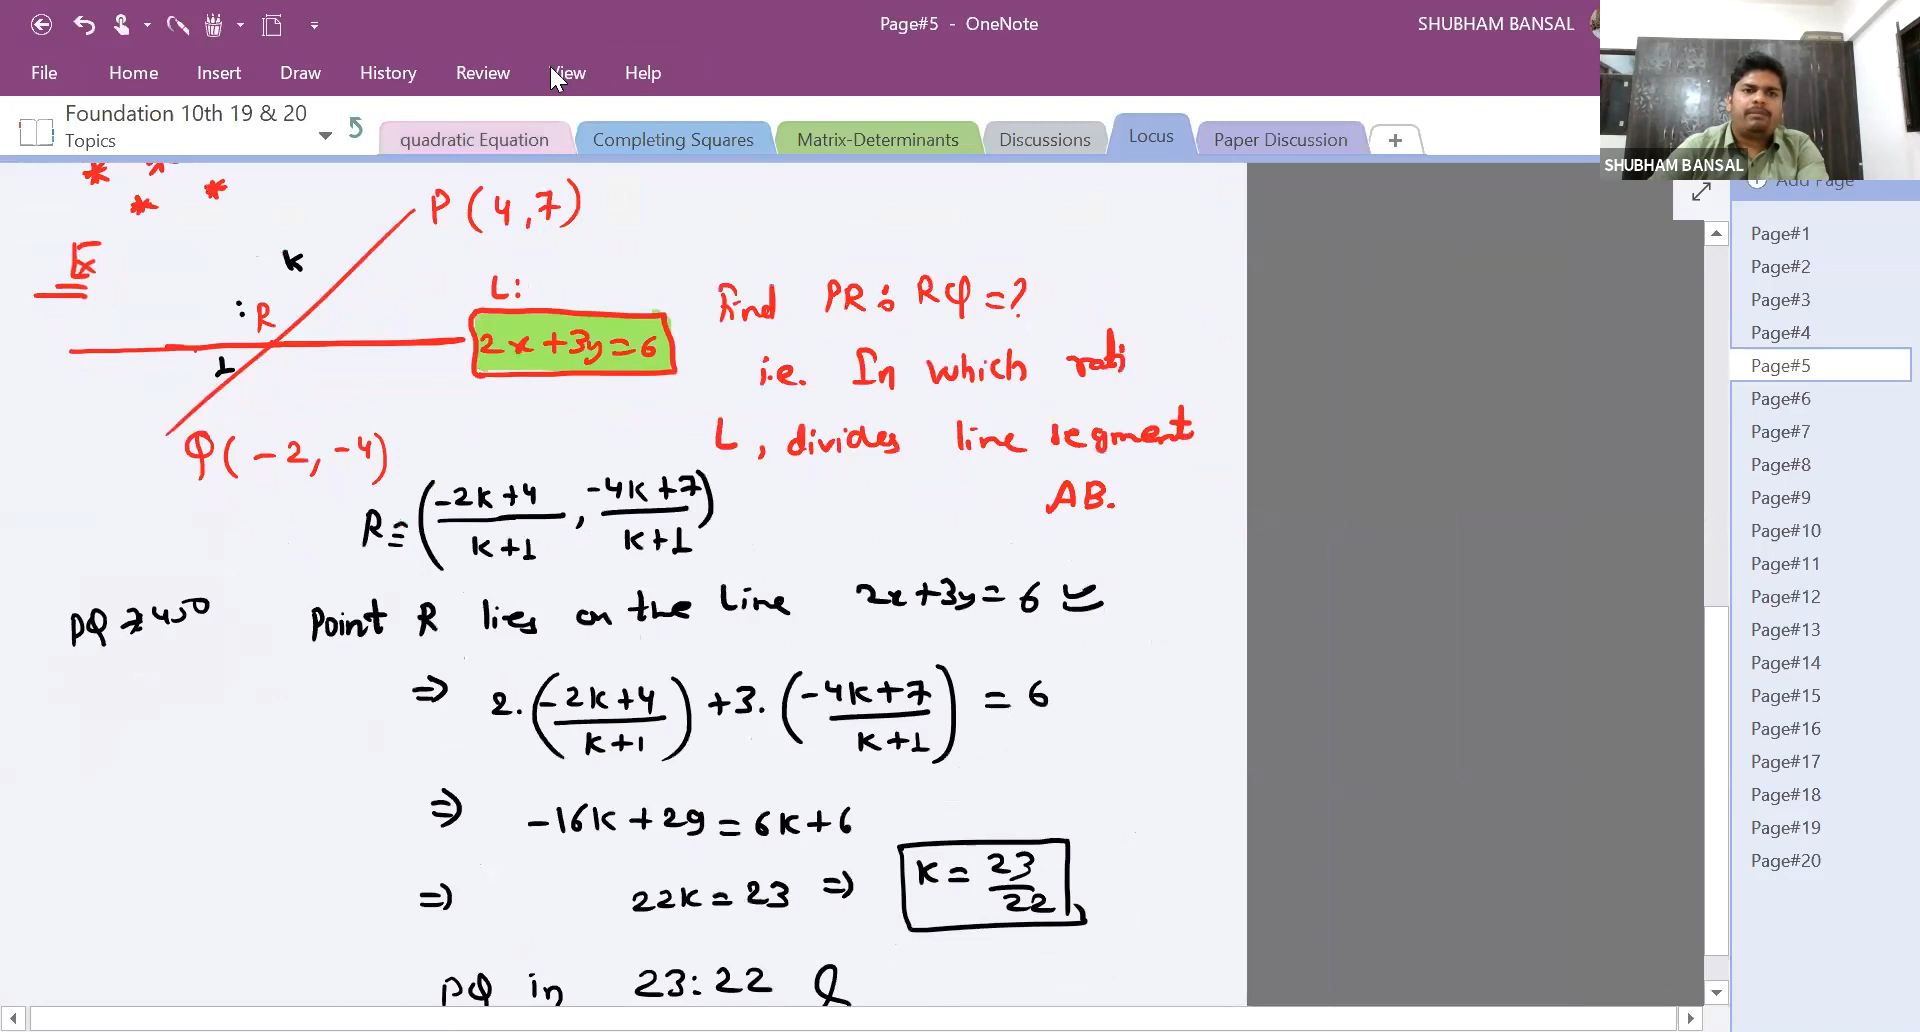 Page#5 - OneNote
SHUBHAM BANSAL
File Home Insert Draw History Review View Help
Foundation 10th 19 & 20
Topics
quadratic Equation
Completing Squares
Matrix-Determinants
Discussions
Locus
Paper Discussion
+
SHUBHAM BANSAL
Add Page
Page#1
Page#2
Page#3
Page#4
Page#5
Page#6
Page#7
Page#8
Page#9
Page#10
Page#11
Page#12
Page#13
Page#14
Page#15
Page#16
Page#17
Page#18
Page#19
Page#20
P (4,7)
Ex
K
:
R
1
Q(-2,-4)
L:
2x+3y=6
Find PR : RQ =?
i.e. In which rati
L, divides line segment
AB.
R ≡ (-2K+4/K+1, -4K+7/K+1)
Point R lies on the Line 2x+3y=6
⇒ 2.(-2K+4/K+1) +3.(-4K+7/K+1) = 6
⇒ -16K+29=6K+6
⇒ 22K=23 ⇒ K=23/22
PQ in 23:22